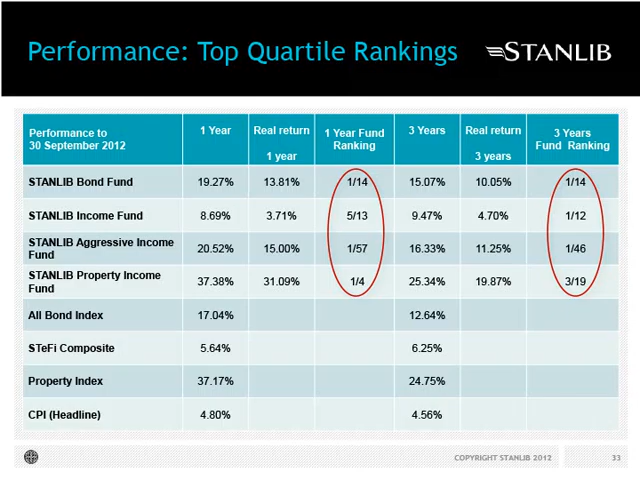 Performance: Top Quartile Rankings
STANLIB
Performance to 30 September 2012 1 Year Real return 1 year 1 Year Fund Ranking 3 Years Real return 3 years 3 Years Fund Ranking
STANLIB Bond Fund 19.27% 13.81% 1/14 15.07% 10.05% 1/14
STANLIB Income Fund 8.69% 3.71% 5/13 9.47% 4.70% 1/12
STANLIB Aggressive Income Fund 20.52% 15.00% 1/57 16.33% 11.25% 1/46
STANLIB Property Income Fund 37.38% 31.09% 1/4 25.34% 19.87% 3/19
All Bond Index 17.04% 12.64%
STeFi Composite 5.64% 6.25%
Property Index 37.17% 24.75%
CPI (Headline) 4.80% 4.56%
COPYRIGHT STANLIB 2012 33